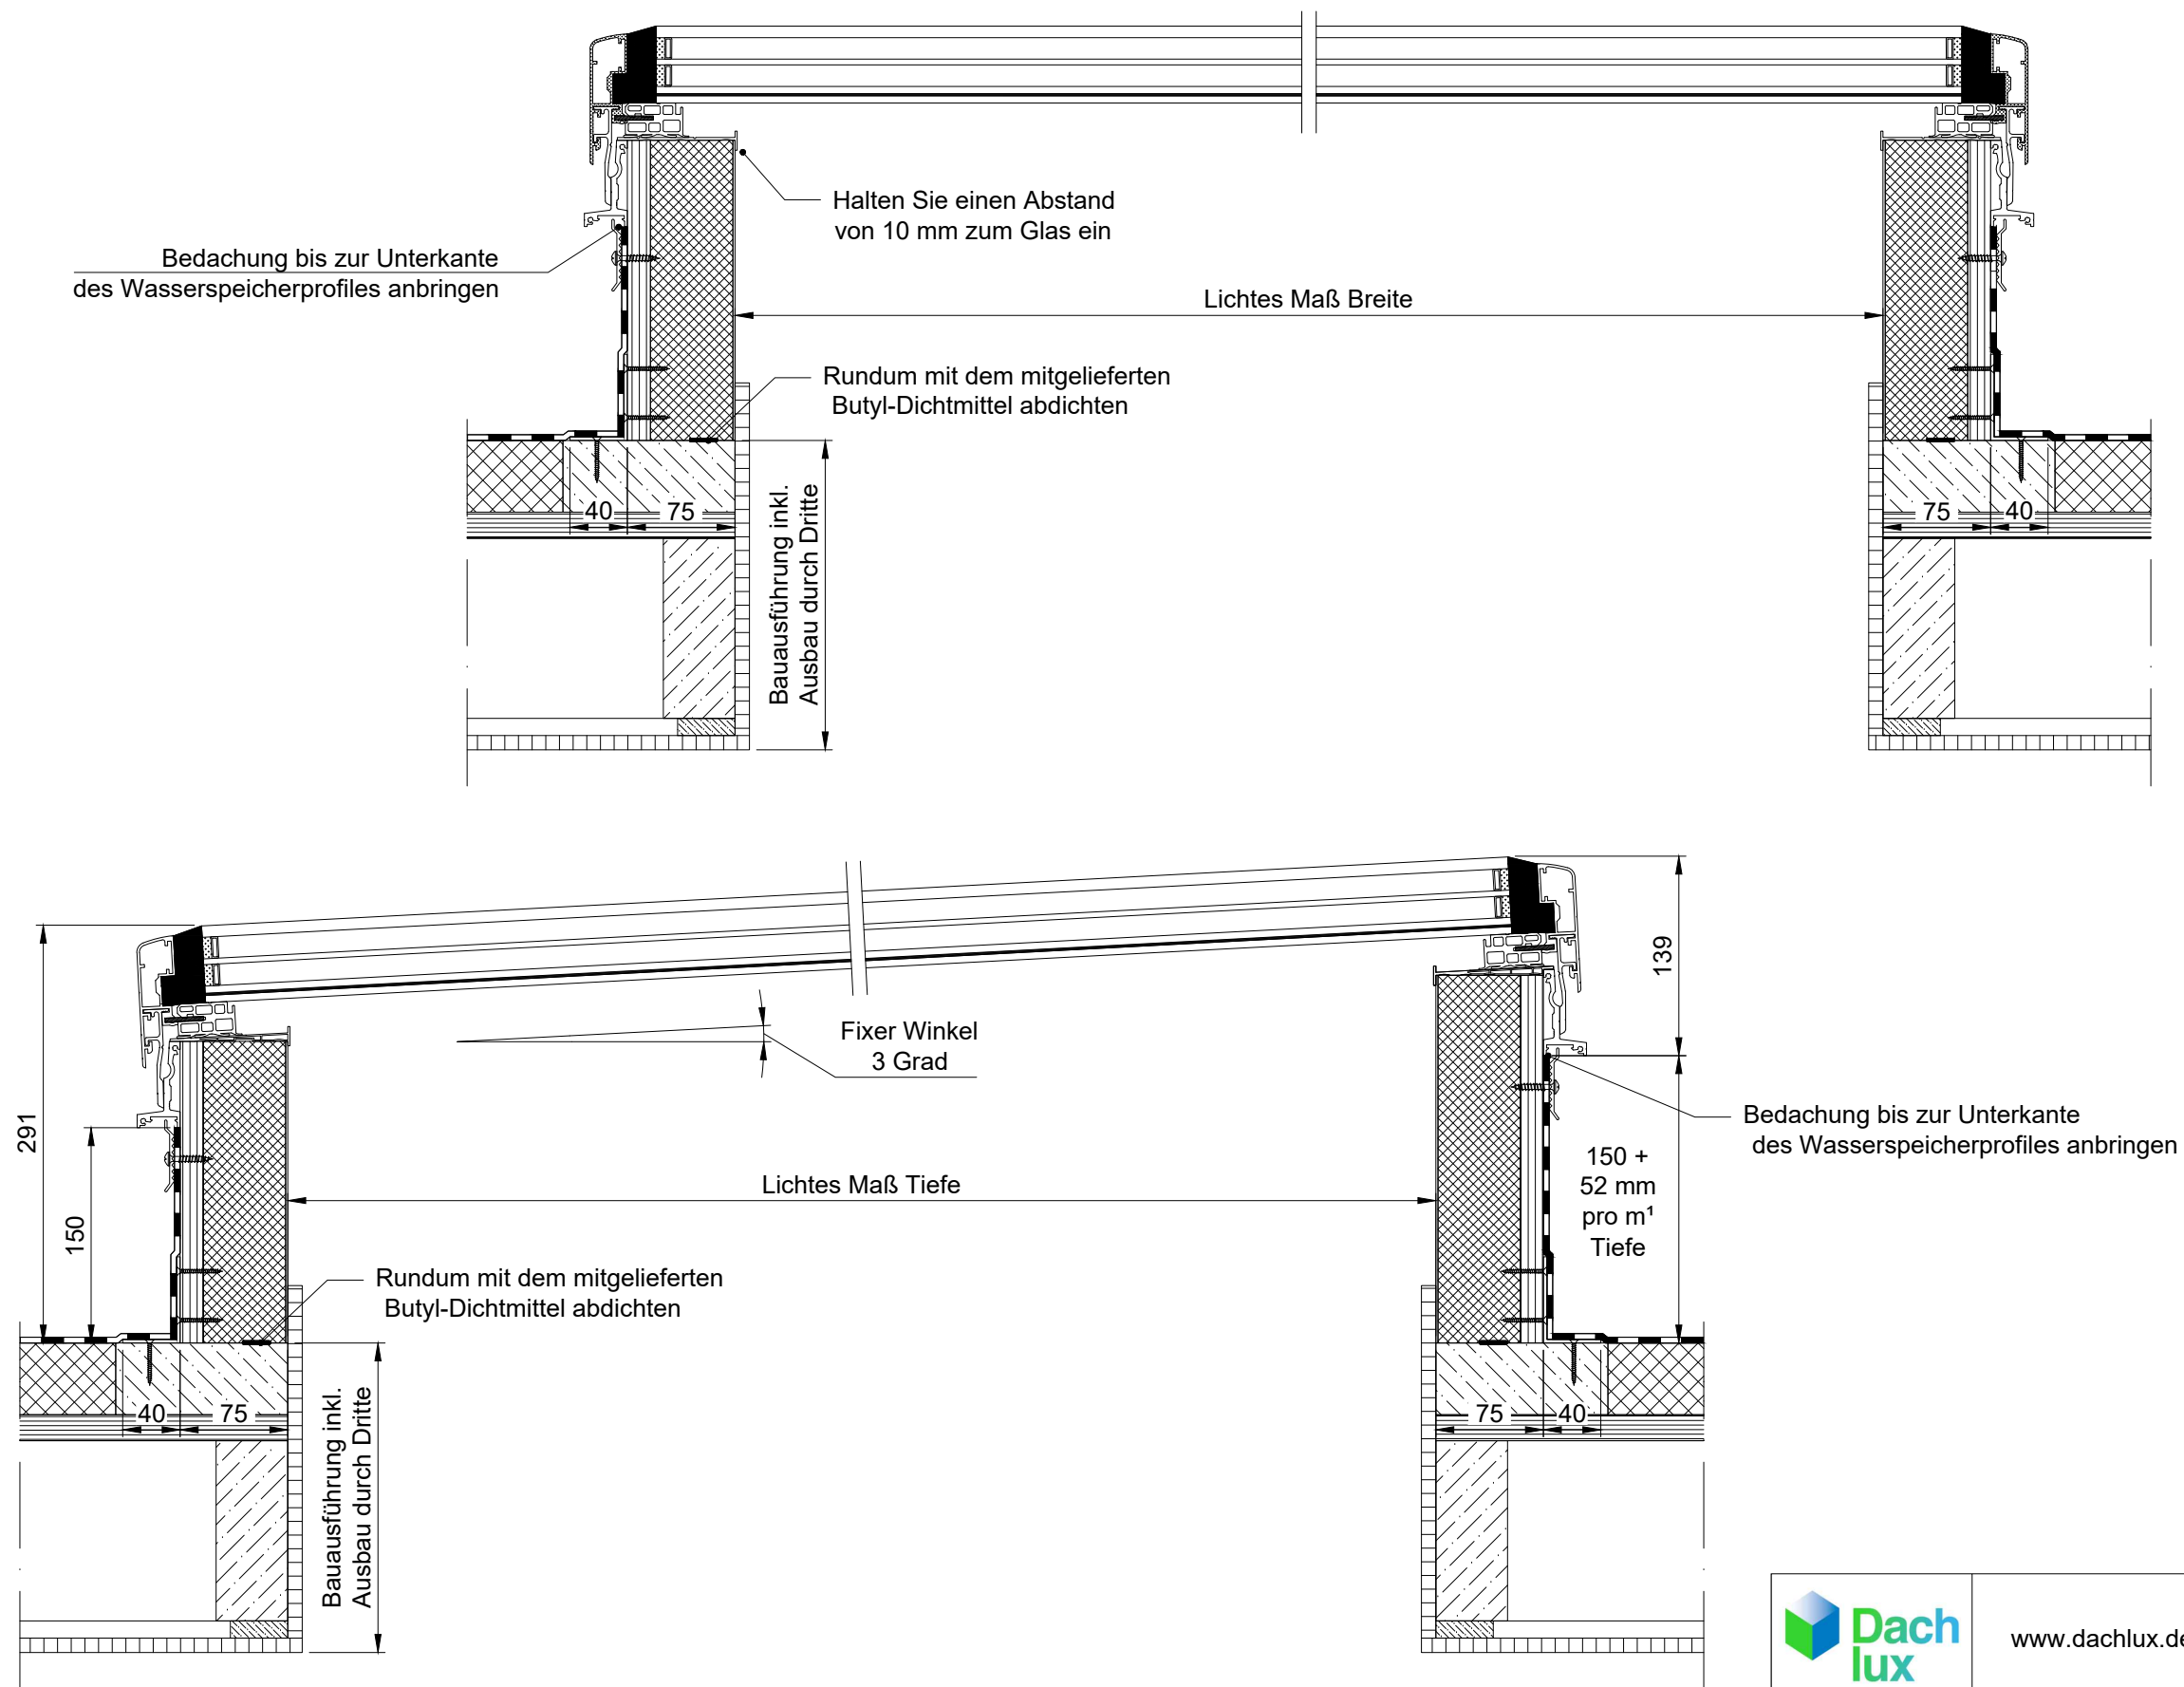 Halten Sie einen Abstand
von 10 mm zum Glas ein
Bedachung bis zur Unterkante
des Wasserspeicherprofiles anbringen
Lichtes Maß Breite
Rundum mit dem mitgelieferten
Butyl-Dichtmittel abdichten
40
75
75
40
Bauausführung inkl.
Ausbau durch Dritte
139
Fixer Winkel
3 Grad
291
150
Bedachung bis zur Unterkante
des Wasserspeicherprofiles anbringen
150 +
52 mm
pro m¹
Tiefe
Lichtes Maß Tiefe
Rundum mit dem mitgelieferten
Butyl-Dichtmittel abdichten
40
75
75
40
Bauausführung inkl.
Ausbau durch Dritte
Dach
lux
www.dachlux.de